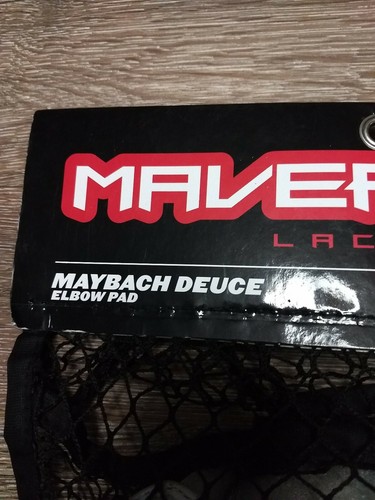 MAVER
LAC
MAYBACH DEUCE
ELBOW PAD